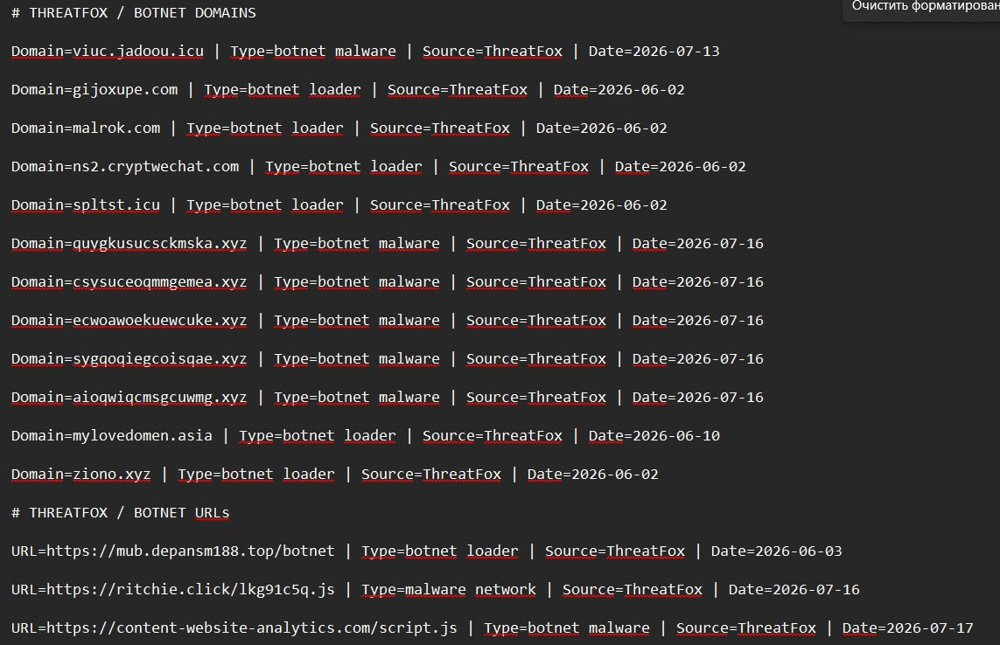 Очистить форматирован
# THREATFOX / BOTNET DOMAINS
Domain=viuc.jadoou.icu | Type=botnet malware | Source=ThreatFox | Date=2026-07-13
Domain=gijoxupe.com | Type=botnet loader | Source=ThreatFox | Date=2026-06-02
Domain=malrok.com | Type=botnet loader | Source=ThreatFox | Date=2026-06-02
Domain=ns2.cryptwechat.com | Type=botnet loader | Source=ThreatFox | Date=2026-06-02
Domain=spltst.icu | Type=botnet loader | Source=ThreatFox | Date=2026-06-02
Domain=quygkusucsckmska.xyz | Type=botnet malware | Source=ThreatFox | Date=2026-07-16
Domain=csysuceoqmmgemea.xyz | Type=botnet malware | Source=ThreatFox | Date=2026-07-16
Domain=ecwoawoekuewcuke.xyz | Type=botnet malware | Source=ThreatFox | Date=2026-07-16
Domain=sygqoqiegcoisqae.xyz | Type=botnet malware | Source=ThreatFox | Date=2026-07-16
Domain=aioqwiqcmsgcuwmg.xyz | Type=botnet malware | Source=ThreatFox | Date=2026-07-16
Domain=mylovedomen.asia | Type=botnet loader | Source=ThreatFox | Date=2026-06-10
Domain=ziono.xyz | Type=botnet loader | Source=ThreatFox | Date=2026-06-02
# THREATFOX / BOTNET URLs
URL=https://mub.depansm188.top/botnet | Type=botnet loader | Source=ThreatFox | Date=2026-06-03
URL=https://ritchie.click/lkg91c5q.js | Type=malware network | Source=ThreatFox | Date=2026-07-16
URL=https://content-website-analytics.com/script.js | Type=botnet malware | Source=ThreatFox | Date=2026-07-17